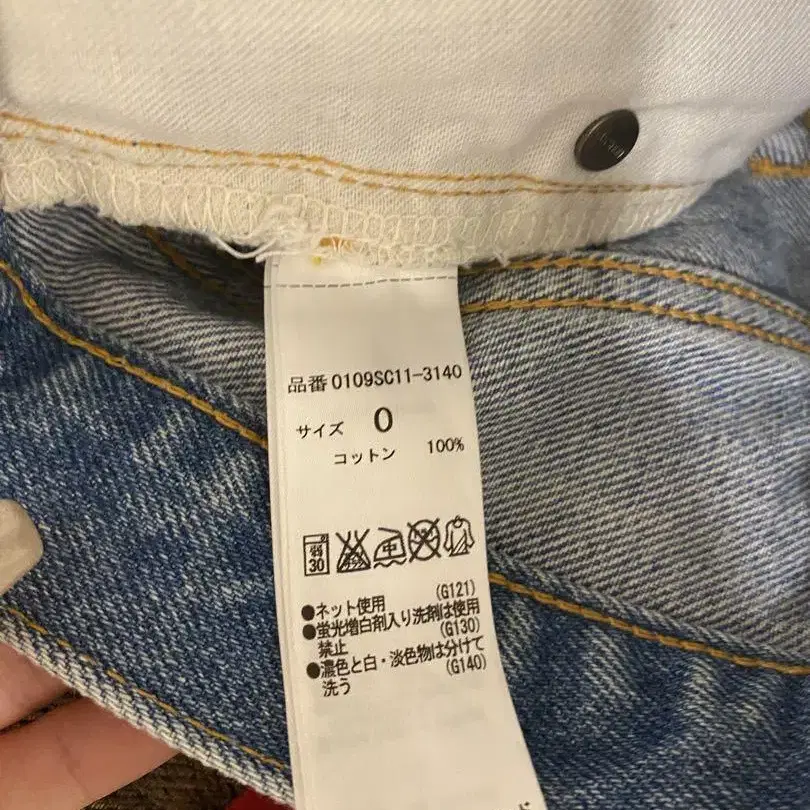 品番 0109SC11-3140
サイズ 0
コットン 100%
弱
30
中
●ネット使用 (G121)
●蛍光増白剤入り洗剤は使用
禁止 (G130)
●濃色と白・淡色物は分けて
洗う (G140)